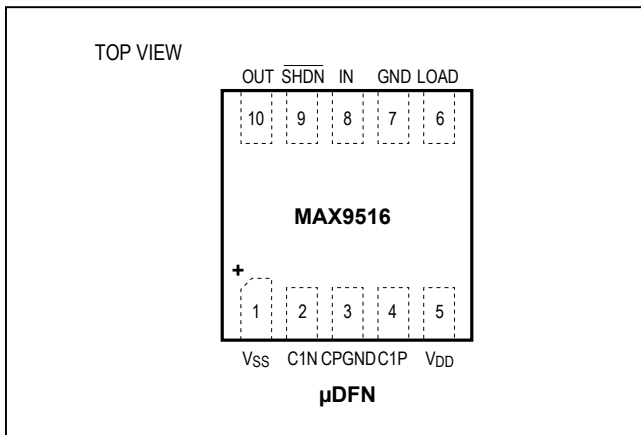 TOP VIEW
OUT SHDN IN GND LOAD
10 9 8 7 6
MAX9516
+
1 2 3 4 5
VSS C1N CPGND C1P VDD
µDFN